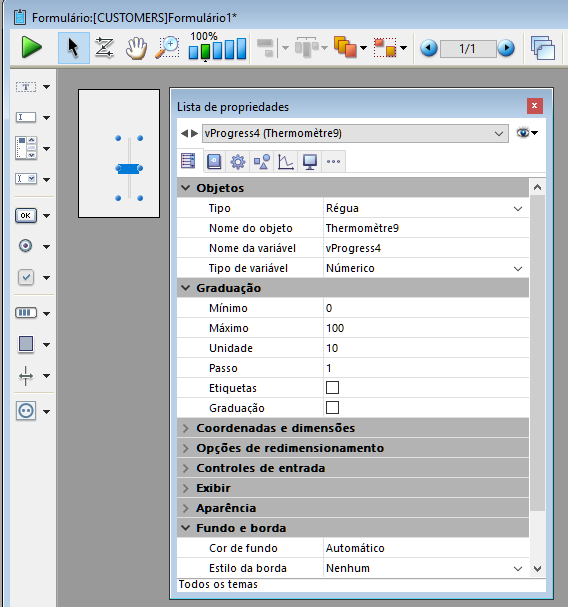 Formulário:[CUSTOMERS]Formulário1*
100%
1/1
Lista de propriedades
vProgress4 (Thermomètre9)
OK
Objetos
Tipo Régua
Nome do objeto Thermomètre9
Nome da variável vProgress4
Tipo de variável Númerico
Graduação
Mínimo 0
Máximo 100
Unidade 10
Passo 1
Etiquetas
Graduação
Coordenadas e dimensões
Opções de redimensionamento
Controles de entrada
Exibir
Aparência
Fundo e borda
Cor de fundo Automático
Estilo da borda Nenhum
Todos os temas